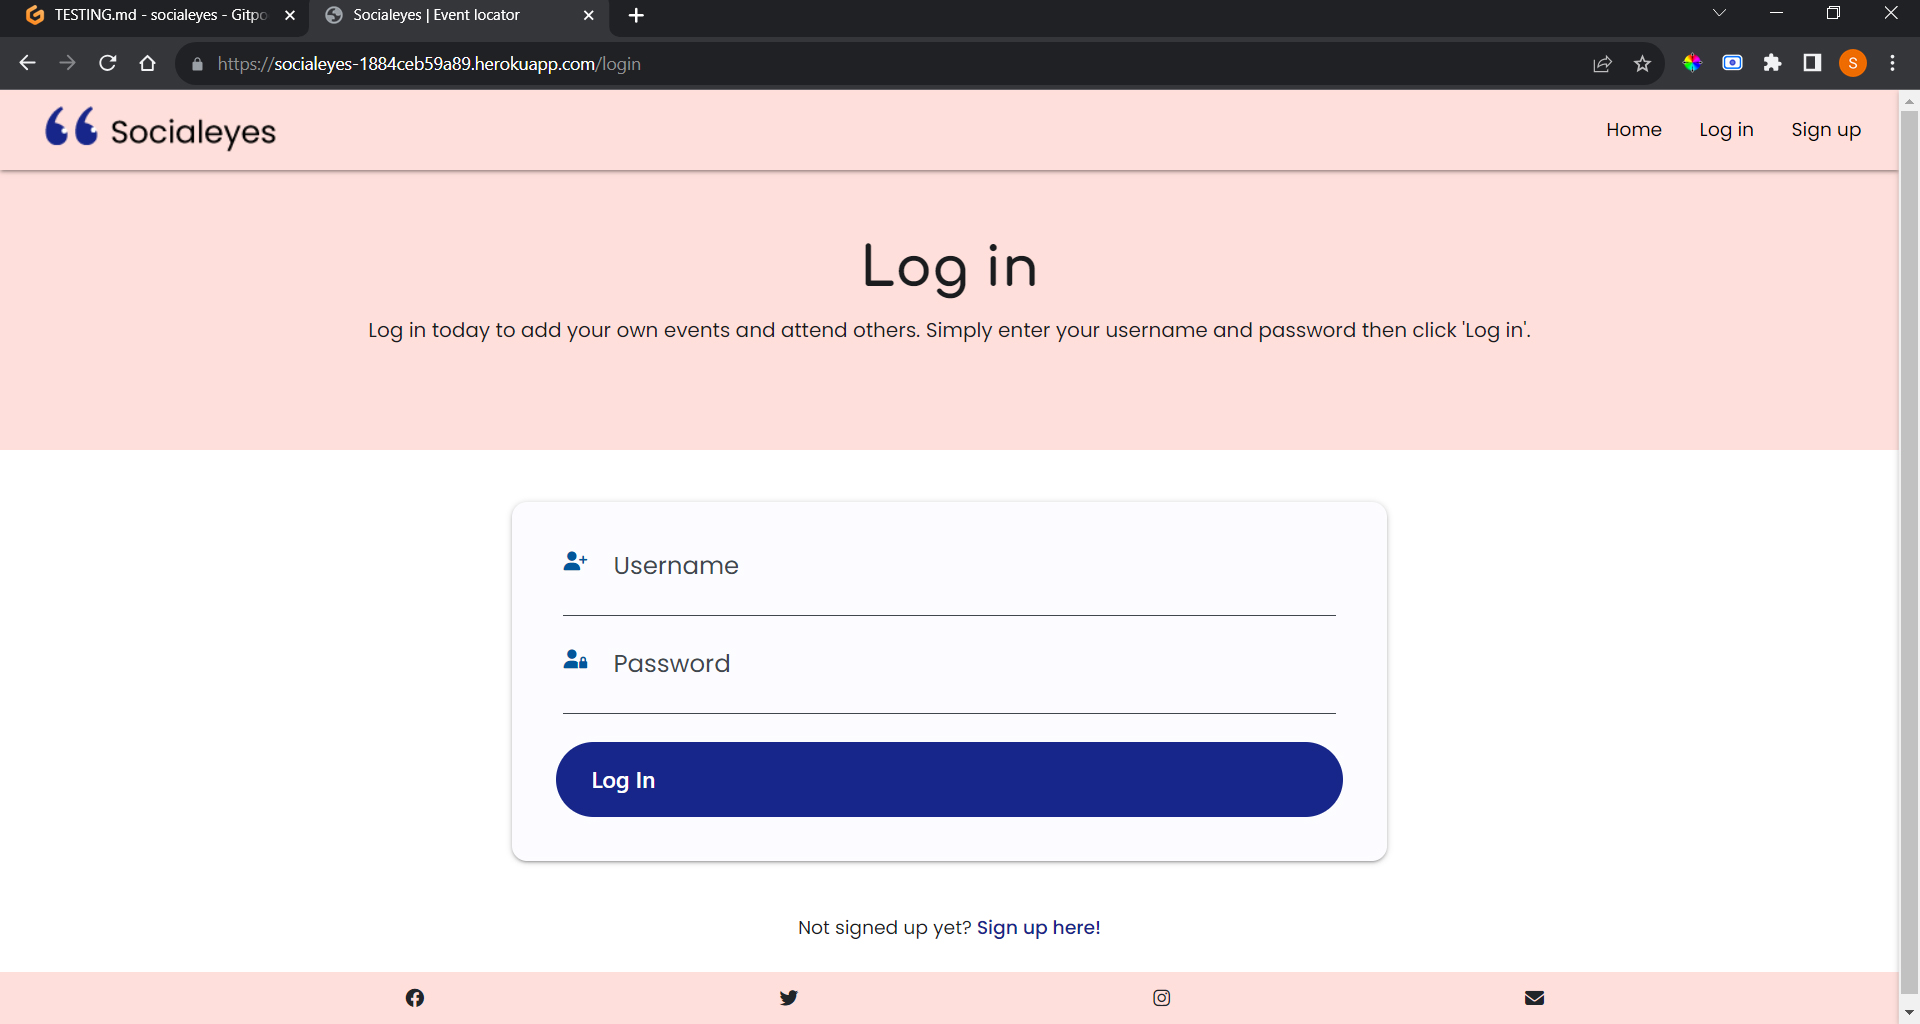 TESTING.md - socialeyes - Gitpo
Socialeyes | Event locator
https://socialeyes-1884ceb59a89.herokuapp.com/login
S
Socialeyes
Home
Log in
Sign up
Log in
Log in today to add your own events and attend others. Simply enter your username and password then click 'Log in'.
Username
Password
Log In
Not signed up yet? Sign up here!